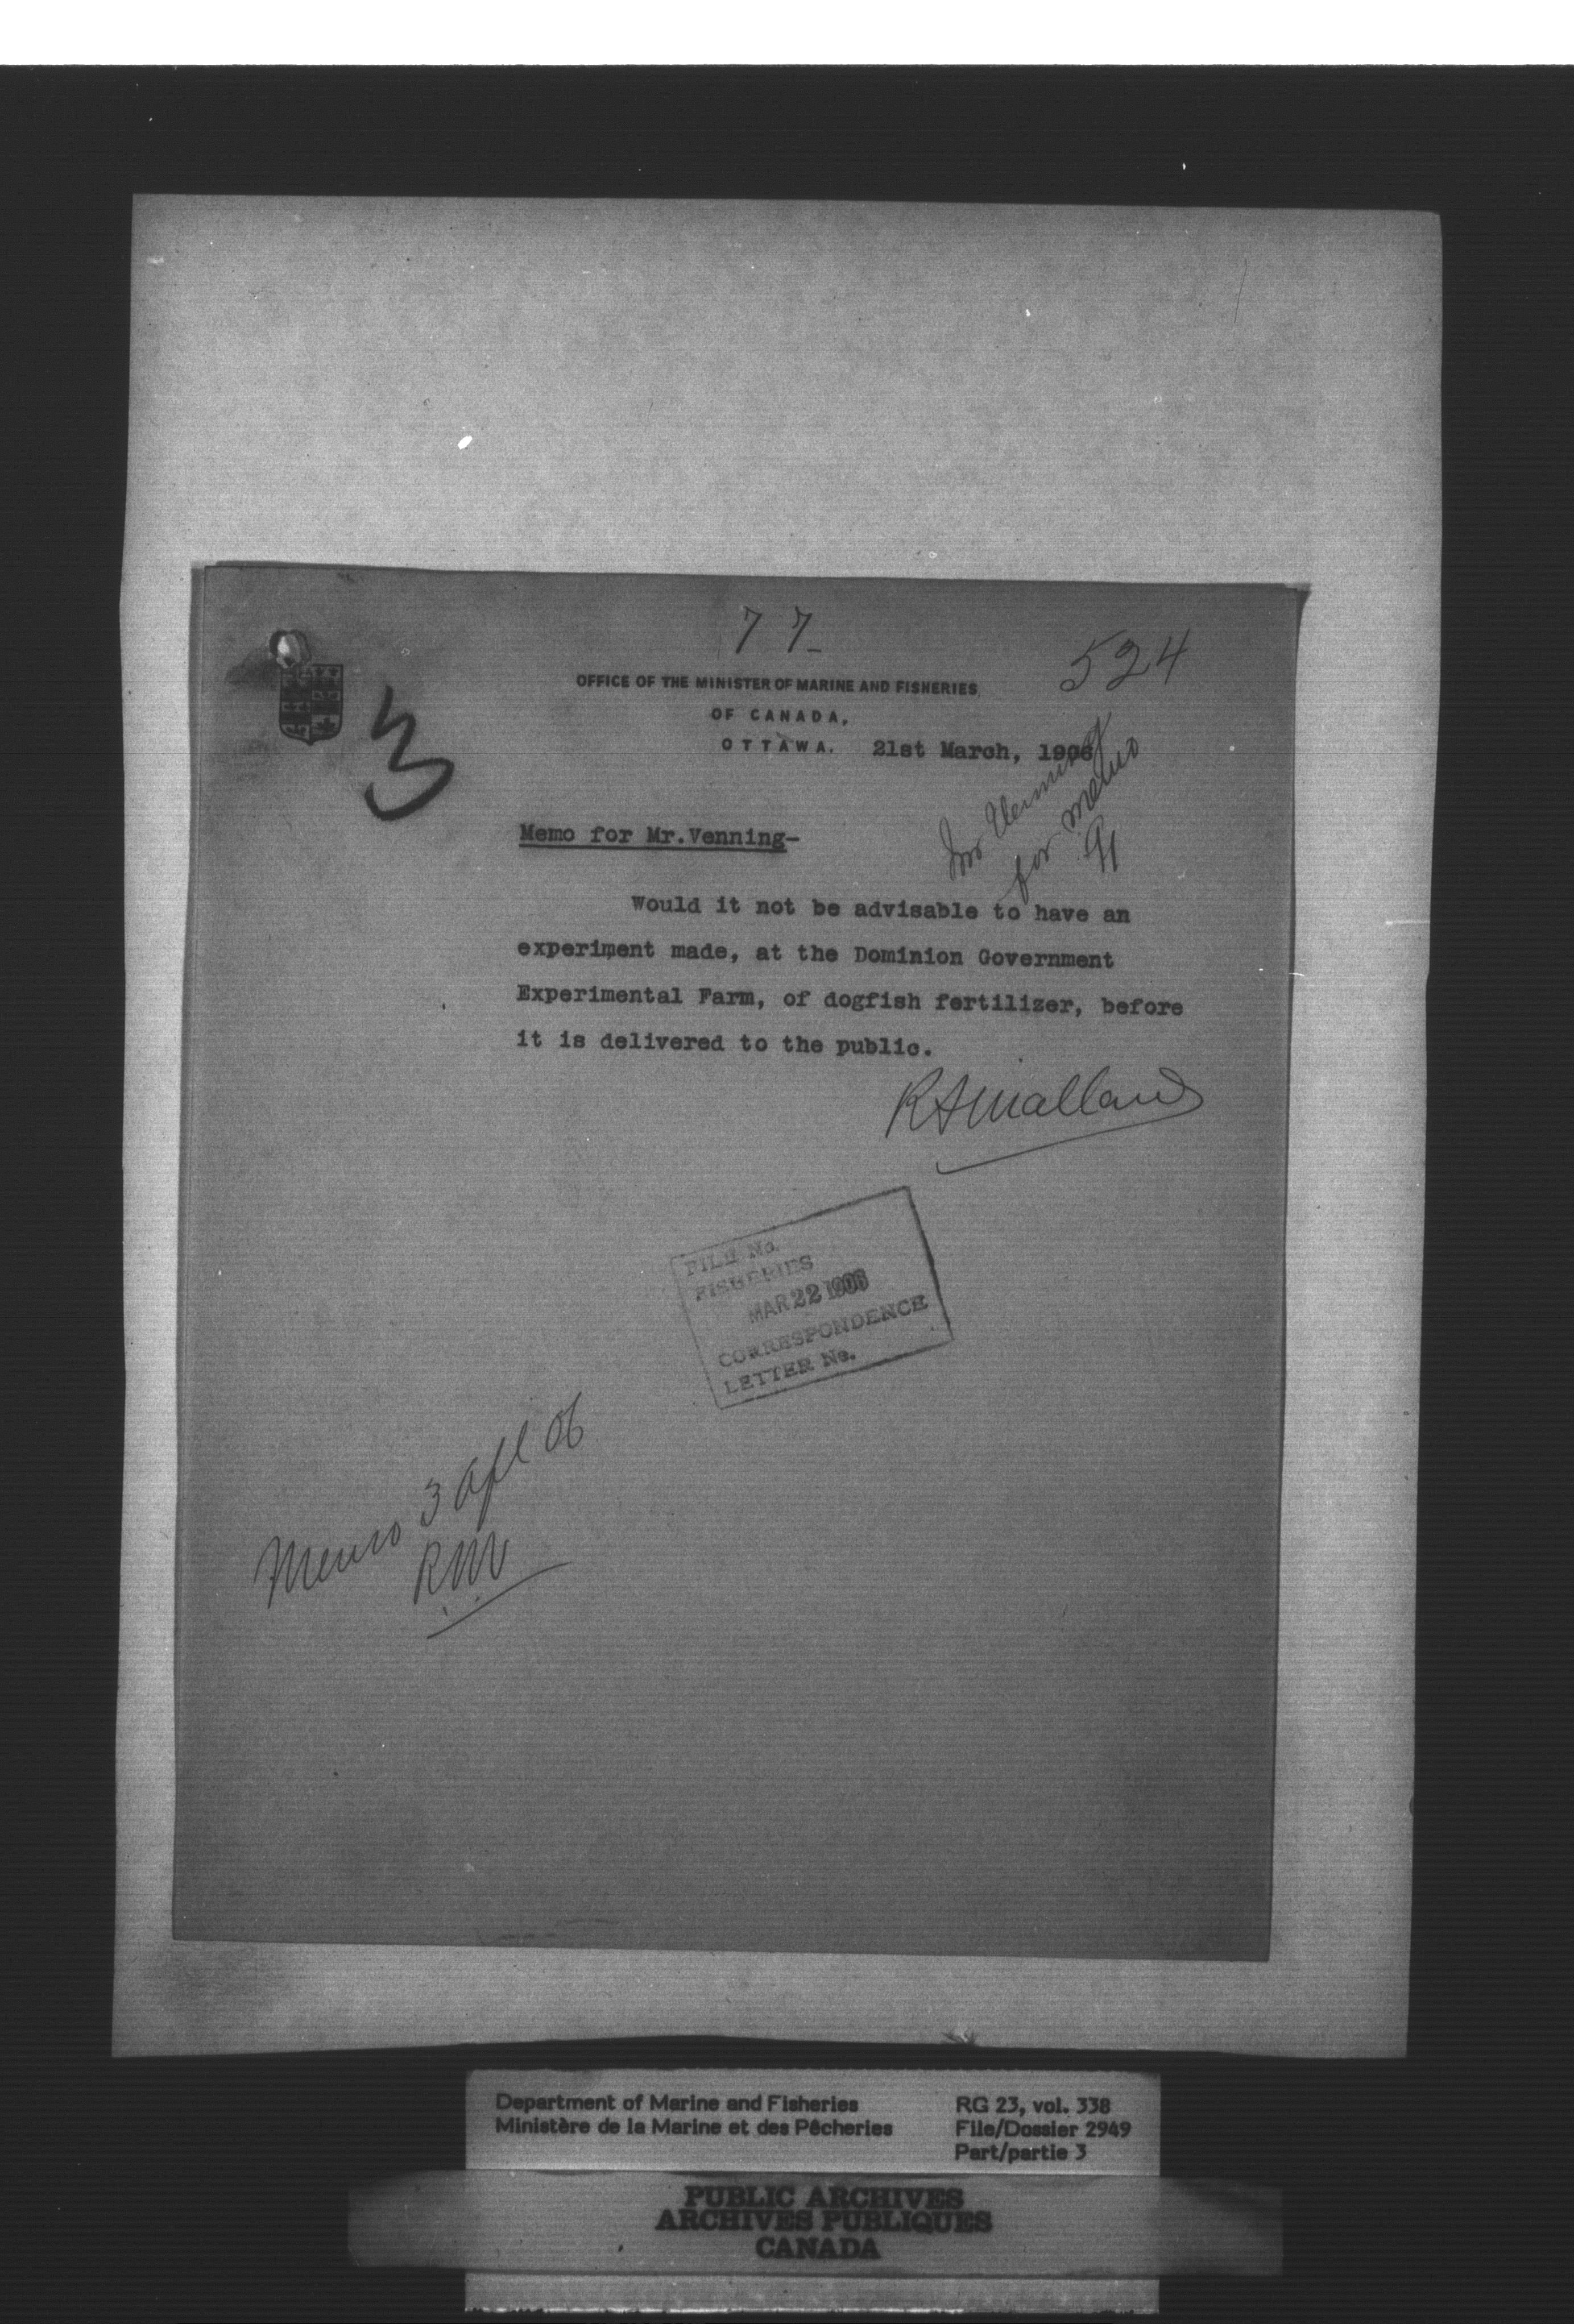 77-
524
3
OFFICE OF THE MINISTER OF MARINE AND FISHERIES
OF CANADA,
OTTAWA. 21st March, 1906
for memo
Memo for Mr.Venning-
Would it not be advisable to have an
experiment made, at the Dominion Government
Experimental Farm, of dogfish fertilizer, before
it is delivered to the public.
FILE No.
FISHERIES
MAR 22 1906
CORRESPONDENCE
LETTER No.
Memo 3 Apl 06
RNV
Department of Marine and Fisheries
Ministère de la Marine et des Pêcheries
RG 23, vol. 338
File/Dossier 2949
Part/partie 3
PUBLIC ARCHIVES
ARCHIVES PUBLIQUES
CANADA